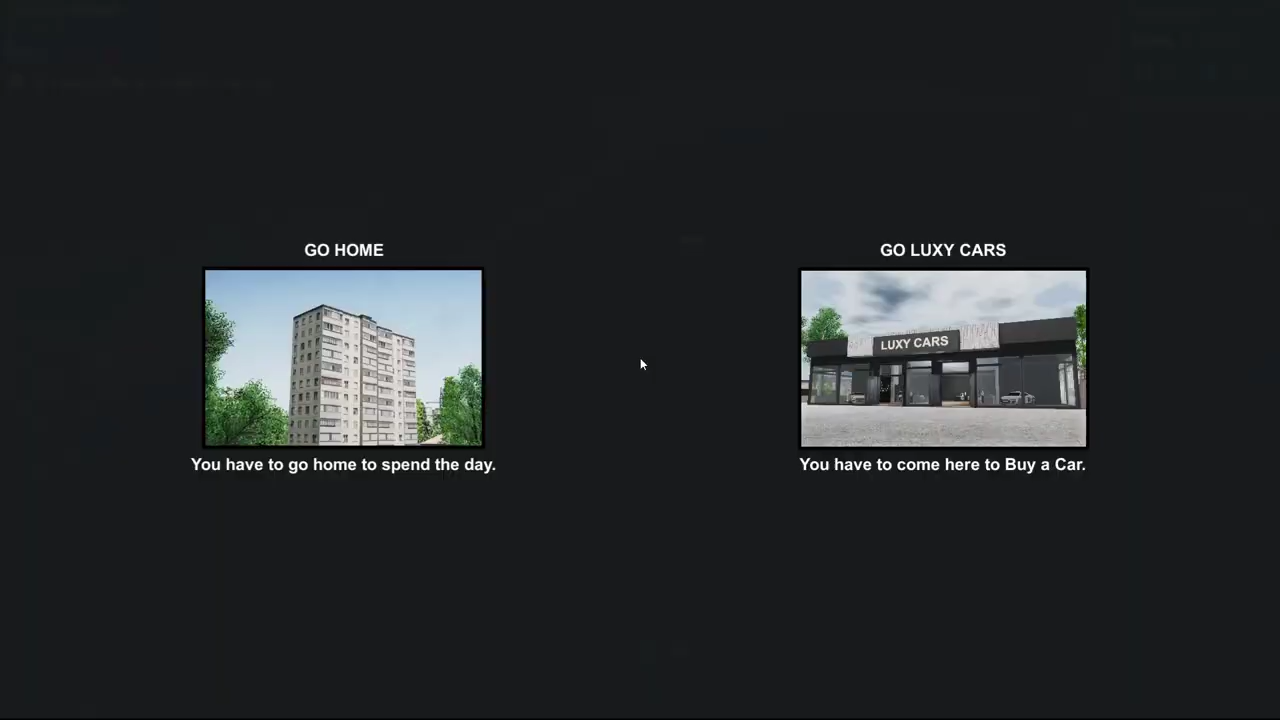 GO HOME
You have to go home to spend the day.
GO LUXY CARS
LUXY CARS
You have to come here to Buy a Car.